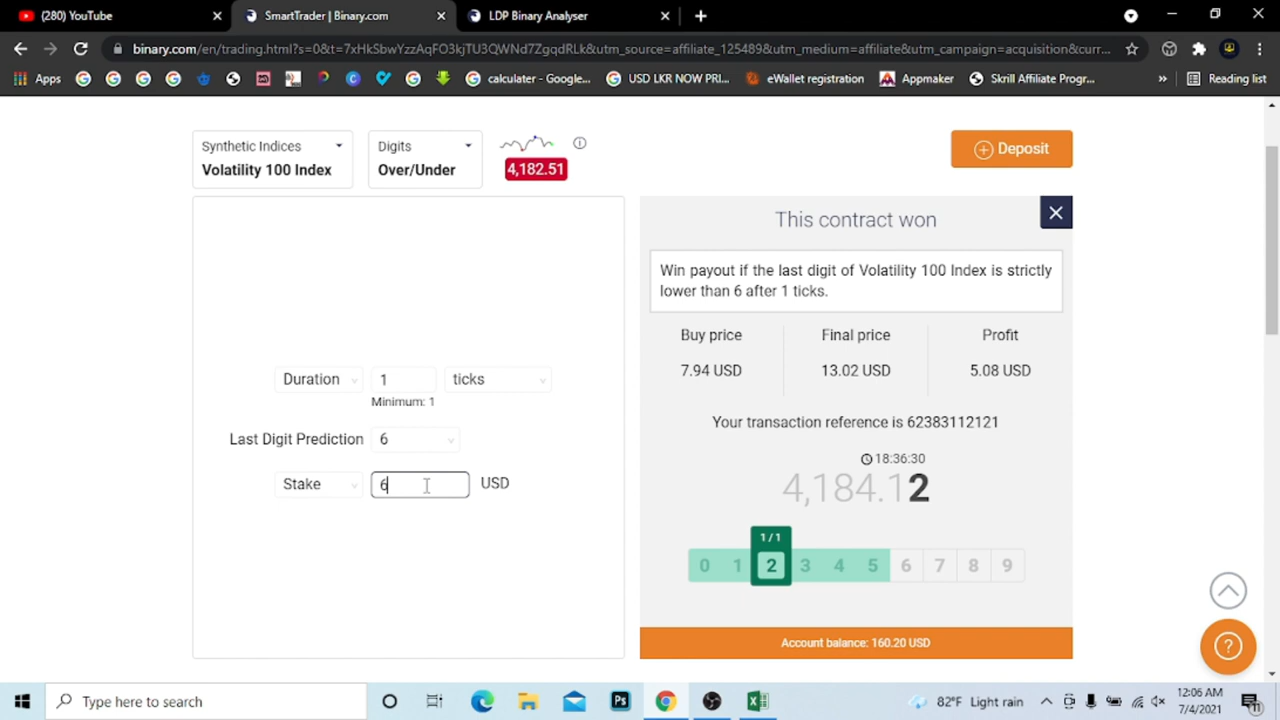 (280) YouTube
SmartTrader | Binary.com
LDP Binary Analyser
binary.com/en/trading.html?s=0&t=7xHkSbwYzzAqFO3kjTU3QWNd7ZgqdRLk&utm_source=affiliate_125489&utm_medium=affiliate&utm_campaign=acquisition&curr...
Apps
calculater - Google...
USD LKR NOW PRI...
eWallet registration
Appmaker
Skrill Affiliate Progr...
»
Reading list
Synthetic Indices
Volatility 100 Index
Digits
Over/Under
4,182.51
Deposit
Duration 1 ticks
Minimum: 1
Last Digit Prediction 6
Stake 6 USD
This contract won
Win payout if the last digit of Volatility 100 Index is strictly
lower than 6 after 1 ticks.
Buy price Final price Profit
7.94 USD 13.02 USD 5.08 USD
Your transaction reference is 62383112121
18:36:30
4,184.12
1/1
0 1 2 3 4 5 6 7 8 9
Account balance: 160.20 USD
?
Type here to search
Ps
82°F Light rain
12:06 AM
7/4/2021